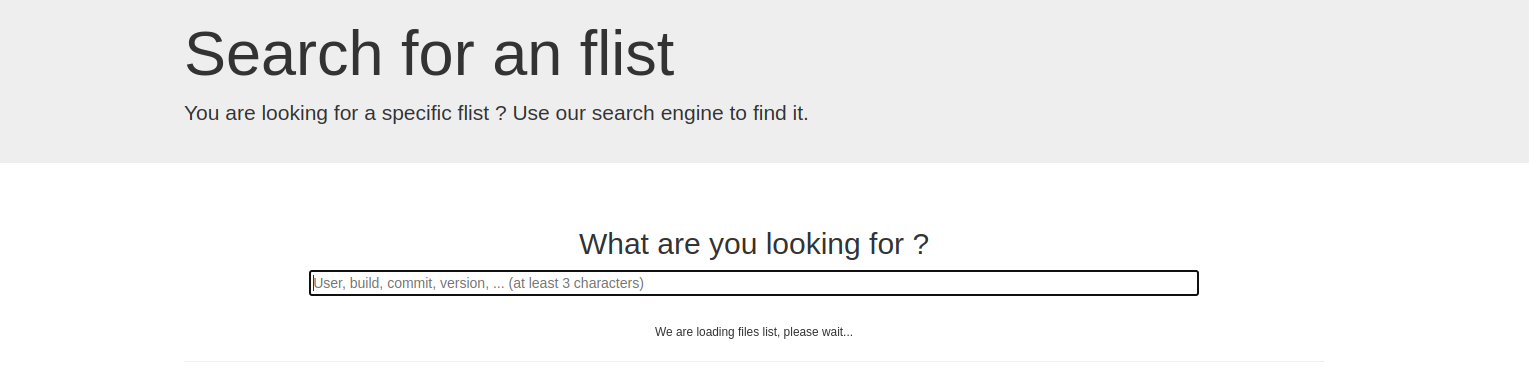 Search for an flist
You are looking for a specific flist ? Use our search engine to find it.
What are you looking for ?
User, build, commit, version, ... (at least 3 characters)
We are loading files list, please wait...